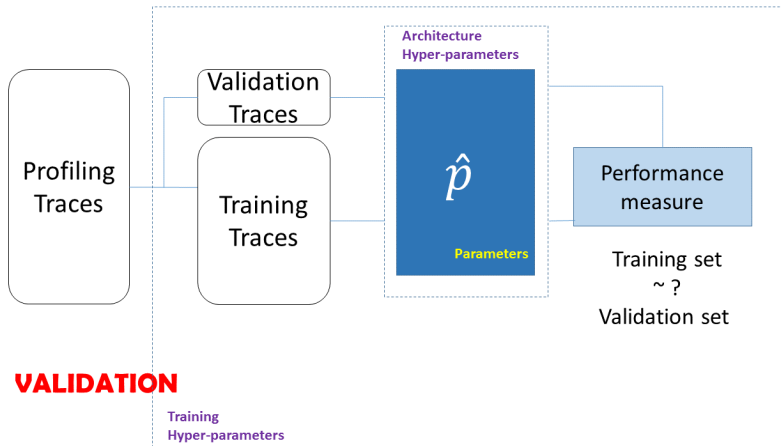 Architecture
Hyper-parameters
Validation
Traces
Profiling
Traces
Training
Traces
p̂
Parameters
Performance
measure
Training set
~ ?
Validation set
VALIDATION
Training
Hyper-parameters